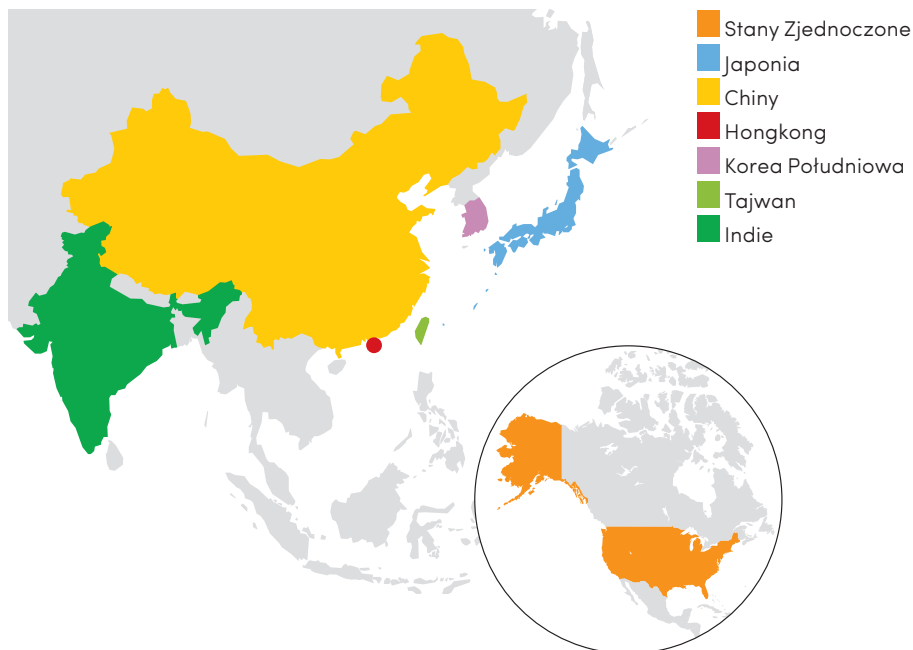 Stany Zjednoczone
Japonia
Chiny
Hongkong
Korea Południowa
Tajwan
Indie